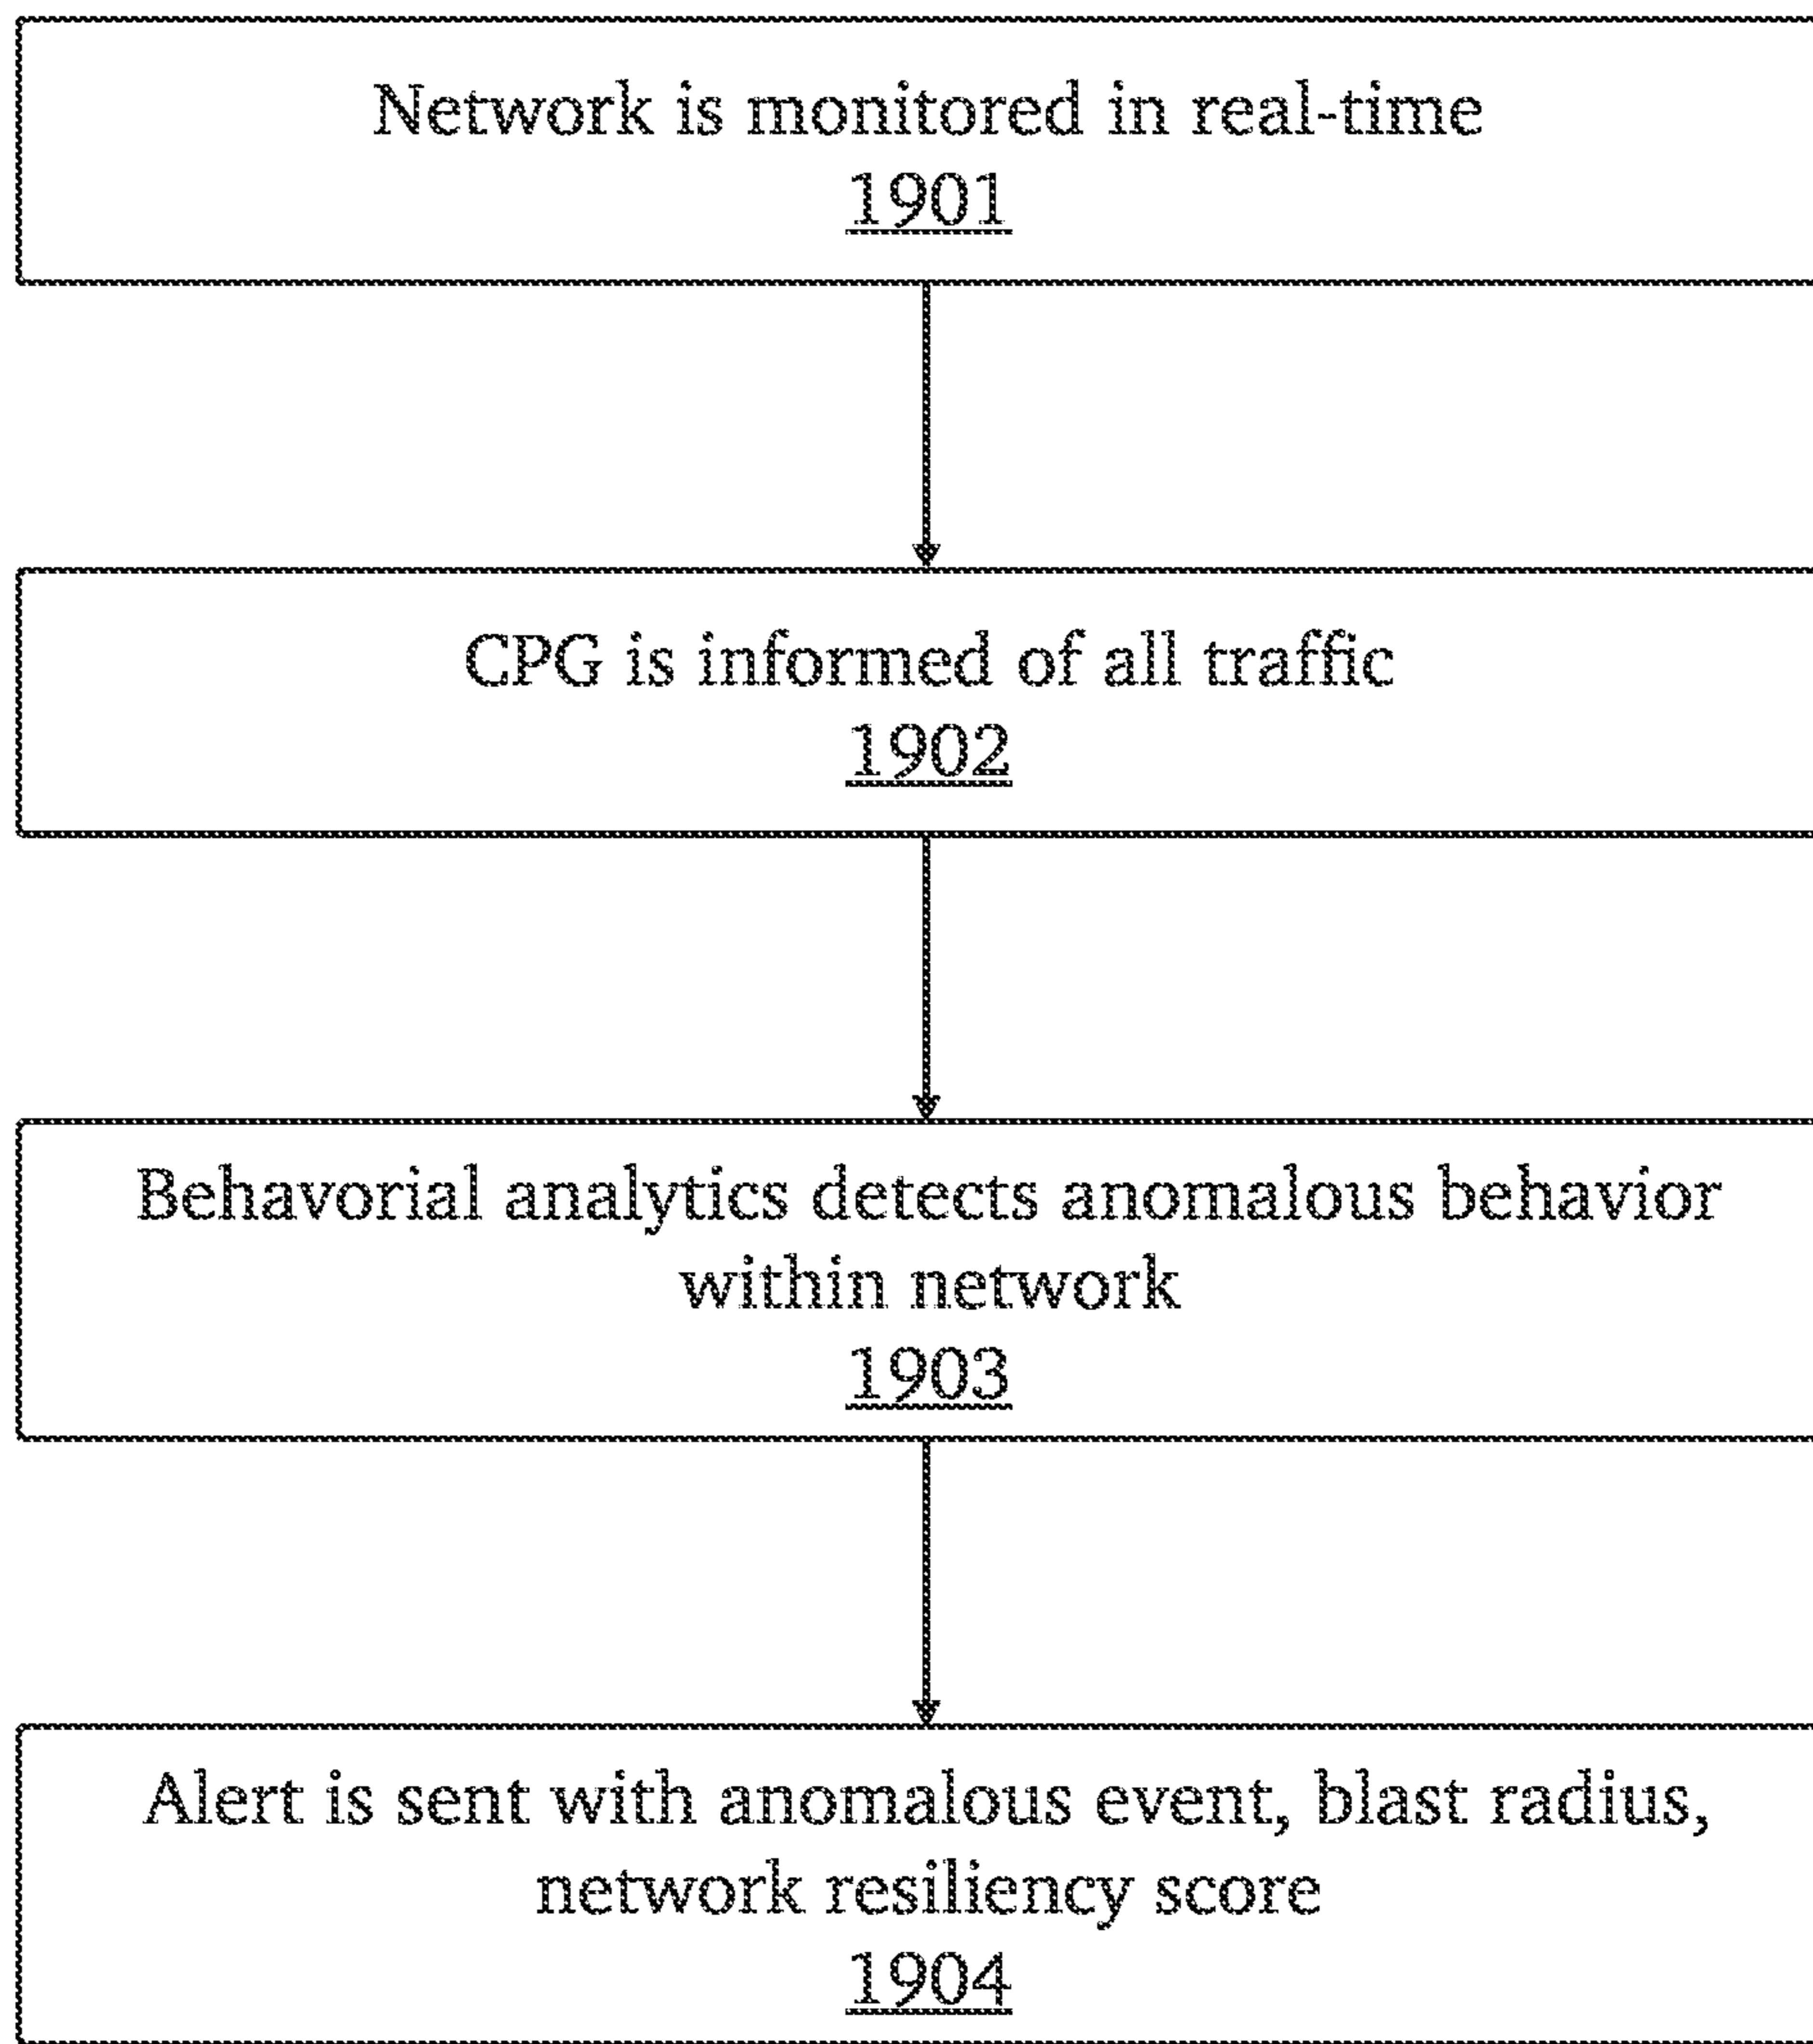 Network is monitored in real-time
1901
CPG is informed of all traffic
1902
Behavorial analytics detects anomalous behavior
within network
1903
Alert is sent with anomalous event, blast radius,
network resiliency score
1904